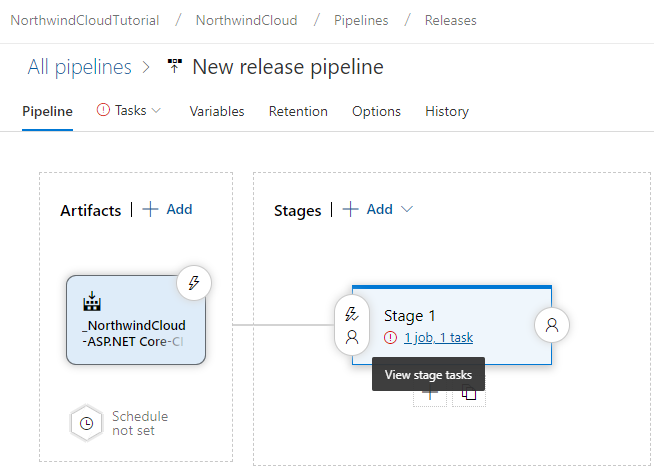 NorthwindCloudTutorial / NorthwindCloud / Pipelines / Releases
All pipelines > New release pipeline
Pipeline Tasks Variables Retention Options History
Artifacts | + Add
Stages | + Add
_NorthwindCloud
-ASP.NET Core-CI
Stage 1
1 job, 1 task
View stage tasks
Schedule
not set